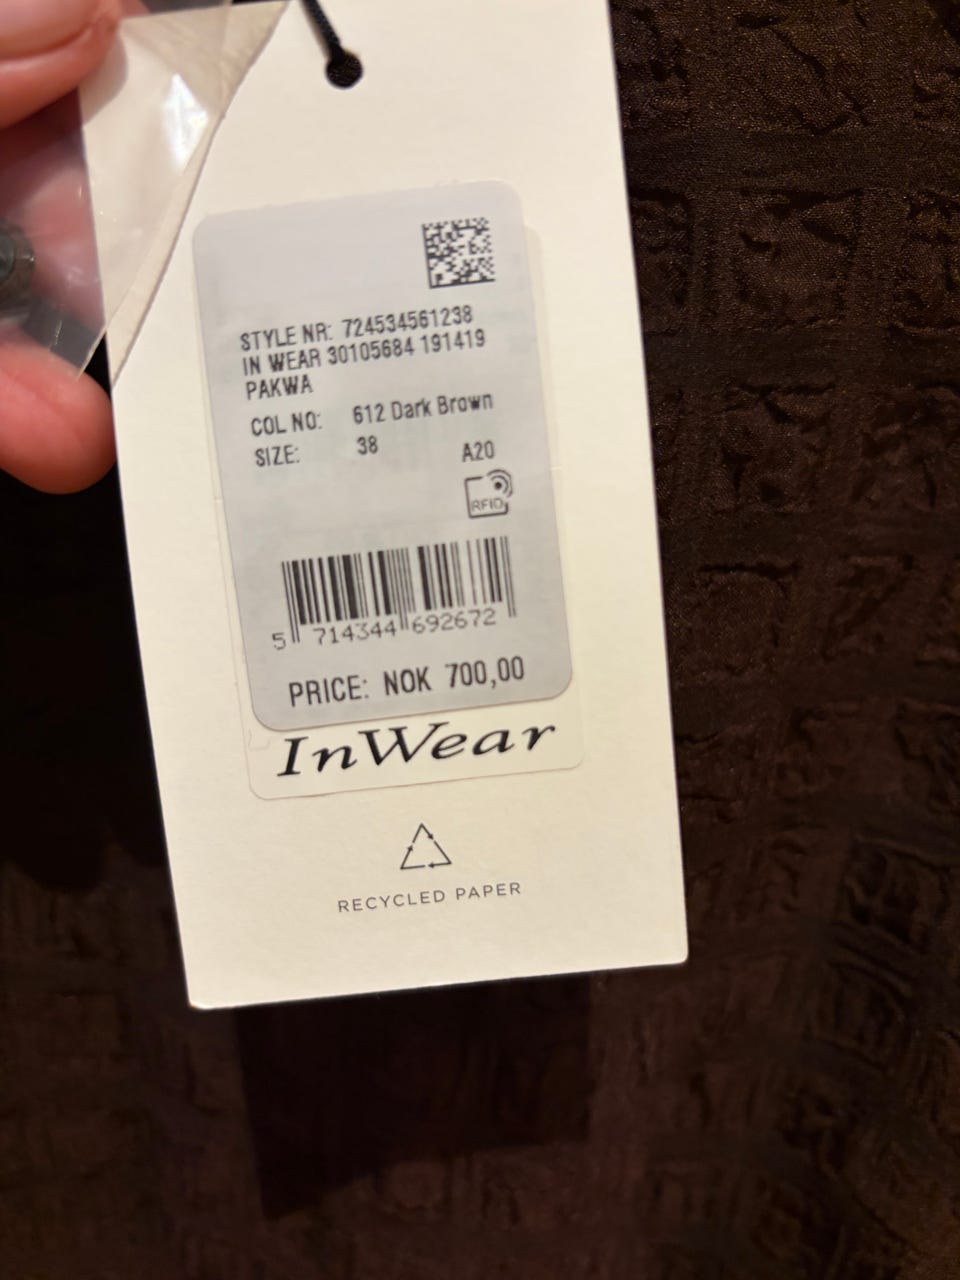 STYLE NR: 724534561238
IN WEAR 30105684 191419
PAKWA
COL NO: 612 Dark Brown
SIZE: 38
A20
RFID
5 714344 692672
PRICE: NOK 700,00
InWear
RECYCLED PAPER